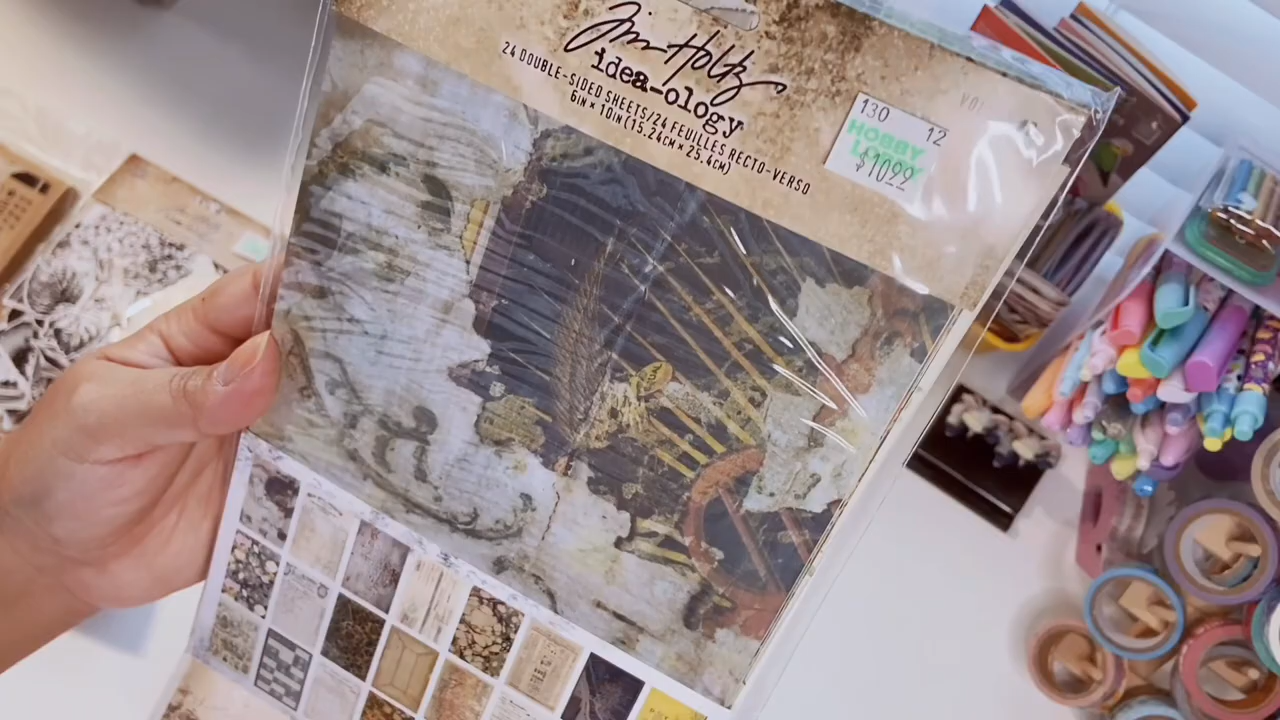 Tim Holtz
idea-ology
24 DOUBLE-SIDED SHEETS/24 FEUILLES RECTO-VERSO
6IN × 10IN (15.24CM × 25.4CM)
130 12
HOBBY
LOBBY
$10.99